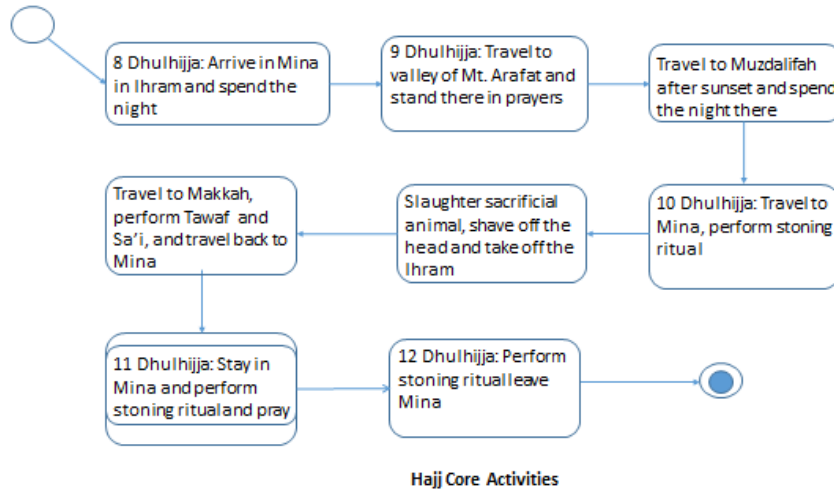 8 Dhulhijja: Arrive in Mina
in Ihram and spend the
night
9 Dhulhijja: Travel to
valley of Mt. Arafat and
stand there in prayers
Travel to Muzdalifah
after sunset and spend
the night there
10 Dhulhijja: Travel to
Mina, perform stoning
ritual
Slaughter sacrificial
animal, shave off the
head and take off the
Ihram
Travel to Makkah,
perform Tawaf and
Sa'i, and travel back to
Mina
11 Dhulhijja: Stay in
Mina and perform
stoning ritual and pray
12 Dhulhijja: Perform
stoning ritual leave
Mina
Hajj Core Activities